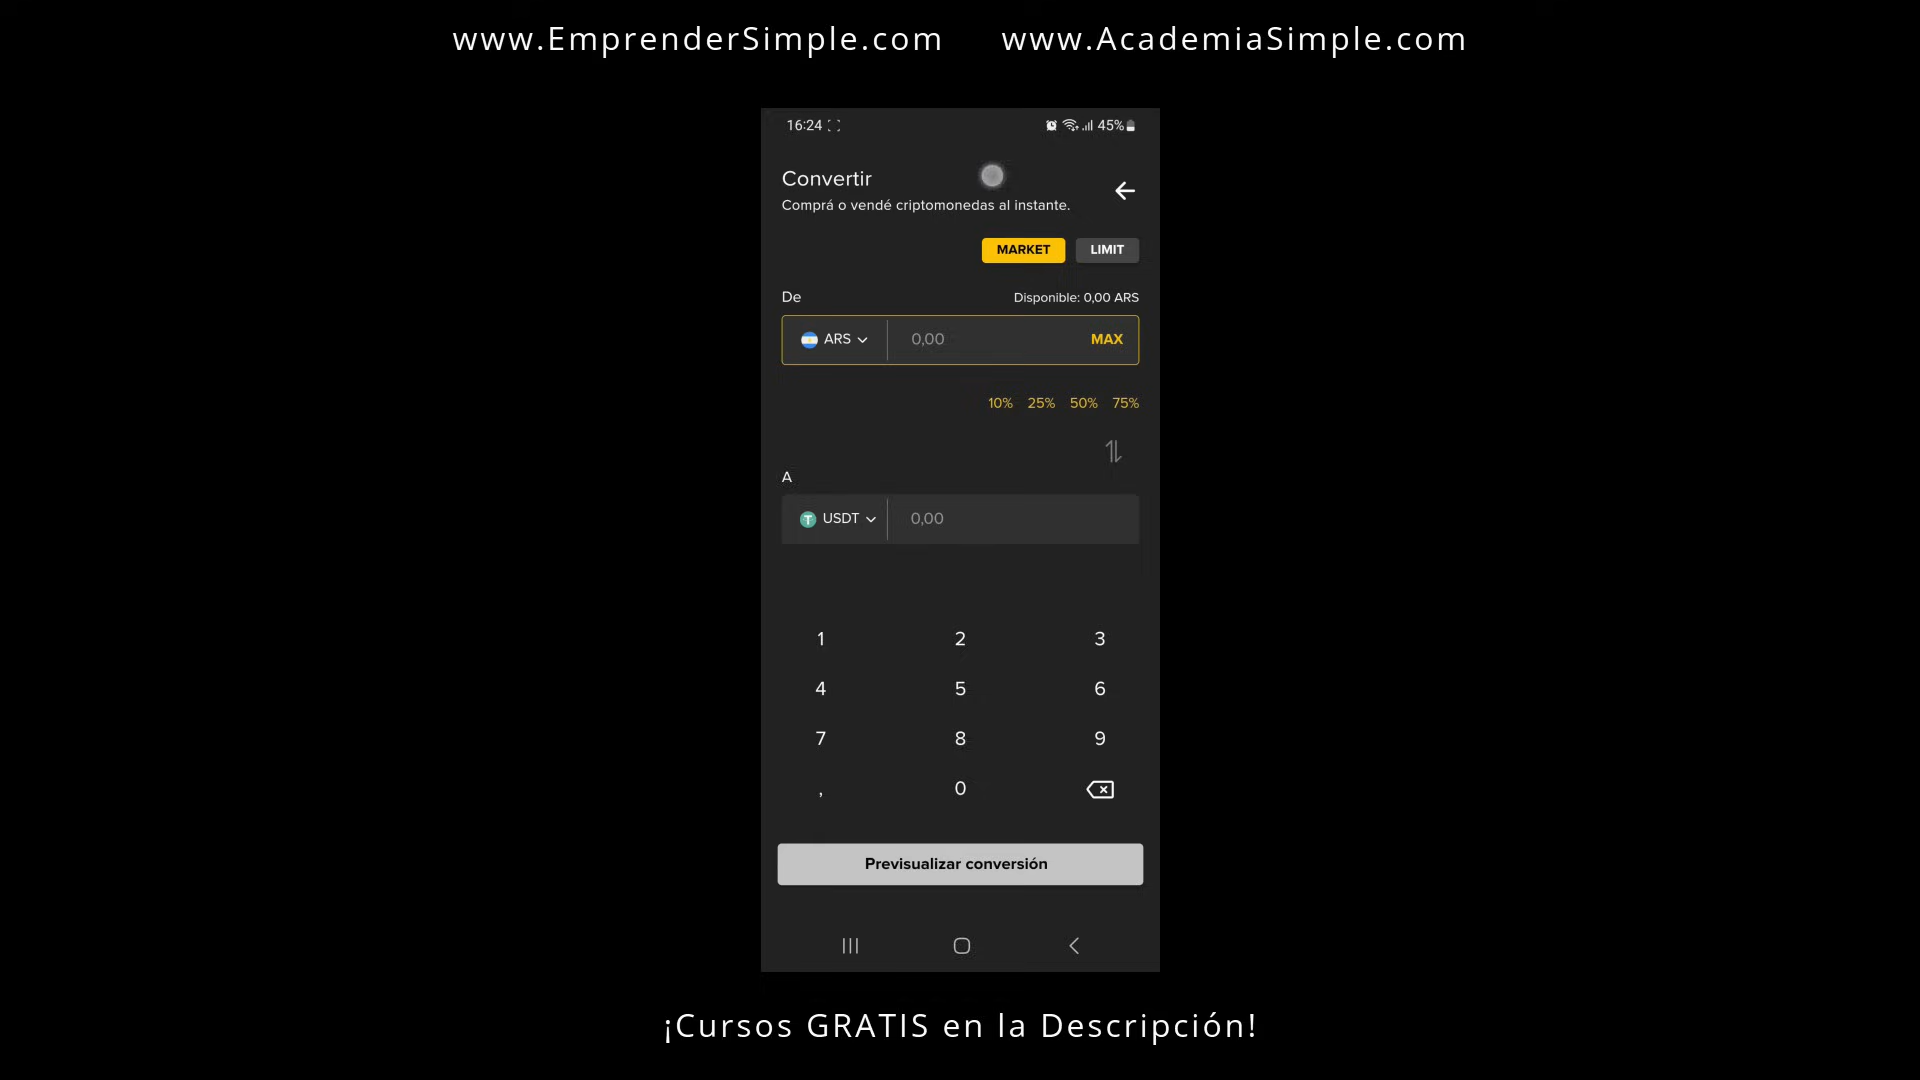 www.EmprenderSimple.com www.AcademiaSimple.com
16:24 45%
Convertir
Comprá o vendé criptomonedas al instante.
MARKET LIMIT
De Disponible: 0,00 ARS
ARS 0,00 MAX
10% 25% 50% 75%
A
USDT 0,00
1 2 3
4 5 6
7 8 9
, 0
Previsualizar conversión
¡Cursos GRATIS en la Descripción!